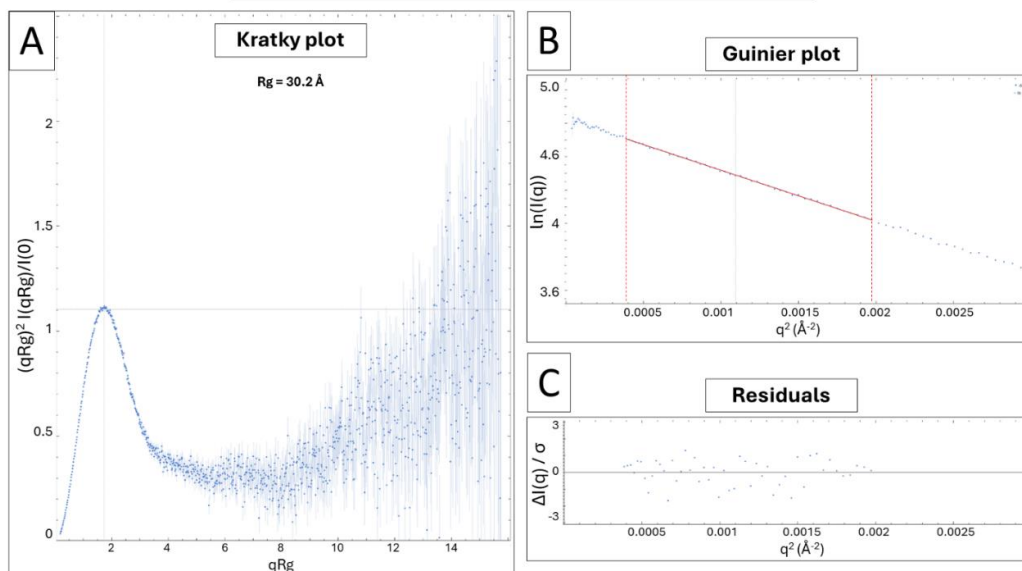 A
Kratky plot
Rg = 30.2 Å
(qRg)² I(qRg)/I(0)
2
1.5
1
0.5
0
2
4
6
8
10
12
14
qRg
B
Guinier plot
ln(I(q))
5.0
4.6
4
3.6
0.0005
0.001
0.0015
0.002
0.0025
q² (Å⁻²)
C
Residuals
ΔI(q) / σ
3
0
-3
0.0005
0.001
0.0015
0.002
0.0025
q² (Å⁻²)